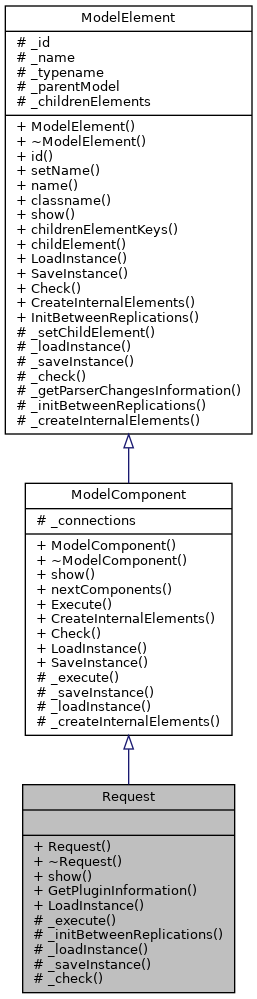 ModelElement
# _id
# _name
# _typename
# _parentModel
# _childrenElements
+ ModelElement()
+ ~ModelElement()
+ id()
+ setName()
+ name()
+ classname()
+ show()
+ childrenElementKeys()
+ childElement()
+ LoadInstance()
+ SaveInstance()
+ Check()
+ CreateInternalElements()
+ InitBetweenReplications()
# _setChildElement()
# _loadInstance()
# _saveInstance()
# _check()
# _getParserChangesInformation()
# _initBetweenReplications()
# _createInternalElements()
ModelComponent
# _connections
+ ModelComponent()
+ ~ModelComponent()
+ show()
+ nextComponents()
+ Execute()
+ CreateInternalElements()
+ Check()
+ LoadInstance()
+ SaveInstance()
# _execute()
# _saveInstance()
# _loadInstance()
# _createInternalElements()
Request
+ Request()
+ ~Request()
+ show()
+ GetPluginInformation()
+ LoadInstance()
# _execute()
# _initBetweenReplications()
# _loadInstance()
# _saveInstance()
# _check()